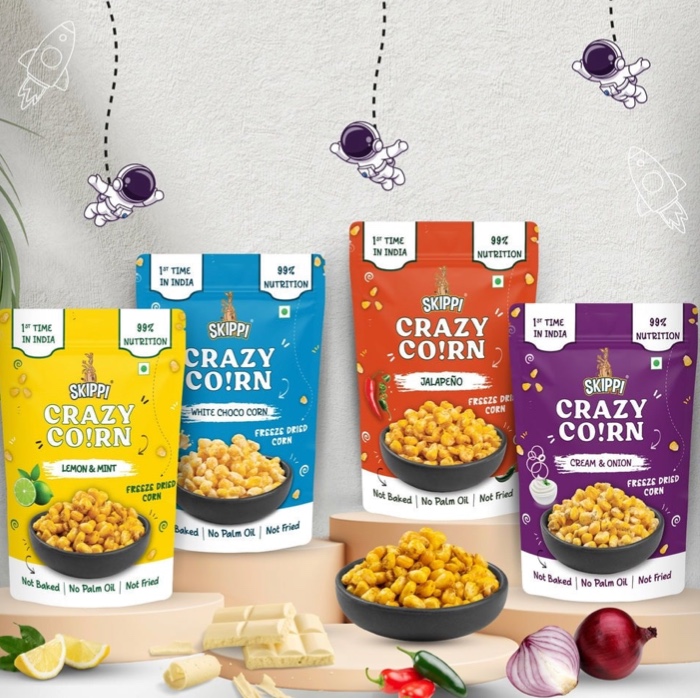 1ST TIME
IN INDIA
99%
NUTRITION
SKIPPI
CRAZY
CO!RN
LEMON & MINT
FREEZE DRIED
CORN
Not Baked | No Palm Oil | Not Fried
1ST TIME
IN INDIA
99%
NUTRITION
SKIPPI
CRAZY
CO!RN
WHITE CHOCO CORN
FREEZE DRIED
CORN
Baked | No Palm Oil | Not Fried
1ST TIME
IN INDIA
99%
NUTRITION
SKIPPI
CRAZY
CO!RN
JALAPEÑO
FREEZE DRI
CORN
Not Baked | No Palm Oil | Not F
1ST TIME
IN INDIA
99%
NUTRITION
SKIPPI
CRAZY
CO!RN
CREAM & ONION
FREEZE DRIED
CORN
Not Baked | No Palm Oil | Not Fried